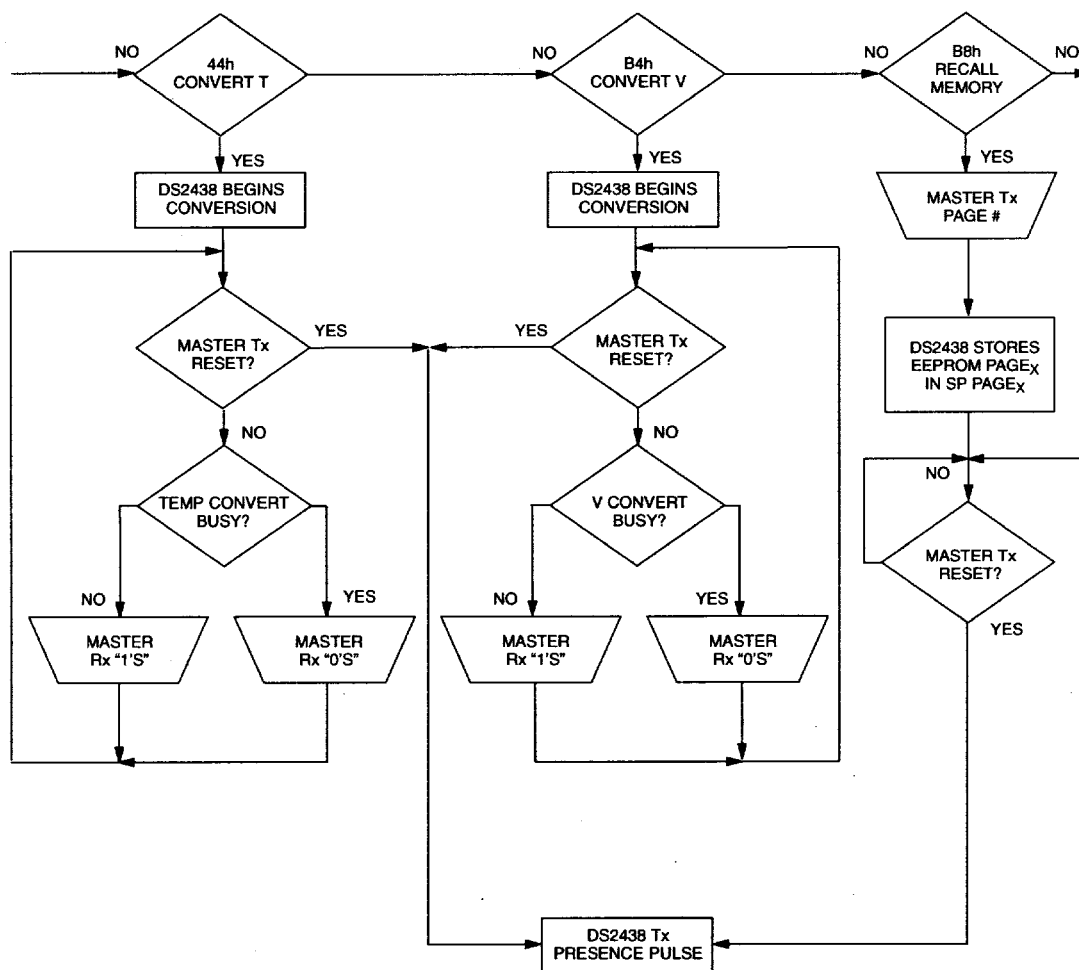 NO
44h
CONVERT T
NO
B4h
CONVERT V
NO
B8h
RECALL
MEMORY
NO
YES
YES
YES
DS2438 BEGINS
CONVERSION
DS2438 BEGINS
CONVERSION
MASTER Tx
PAGE #
MASTER Tx
RESET?
YES
YES
MASTER Tx
RESET?
DS2438 STORES
EEPROM PAGEX
IN SP PAGEX
NO
NO
NO
TEMP CONVERT
BUSY?
V CONVERT
BUSY?
MASTER Tx
RESET?
NO
YES
NO
YES
YES
MASTER
Rx "1'S"
MASTER
Rx "0'S"
MASTER
Rx "1'S"
MASTER
Rx "0'S"
DS2438 Tx
PRESENCE PULSE